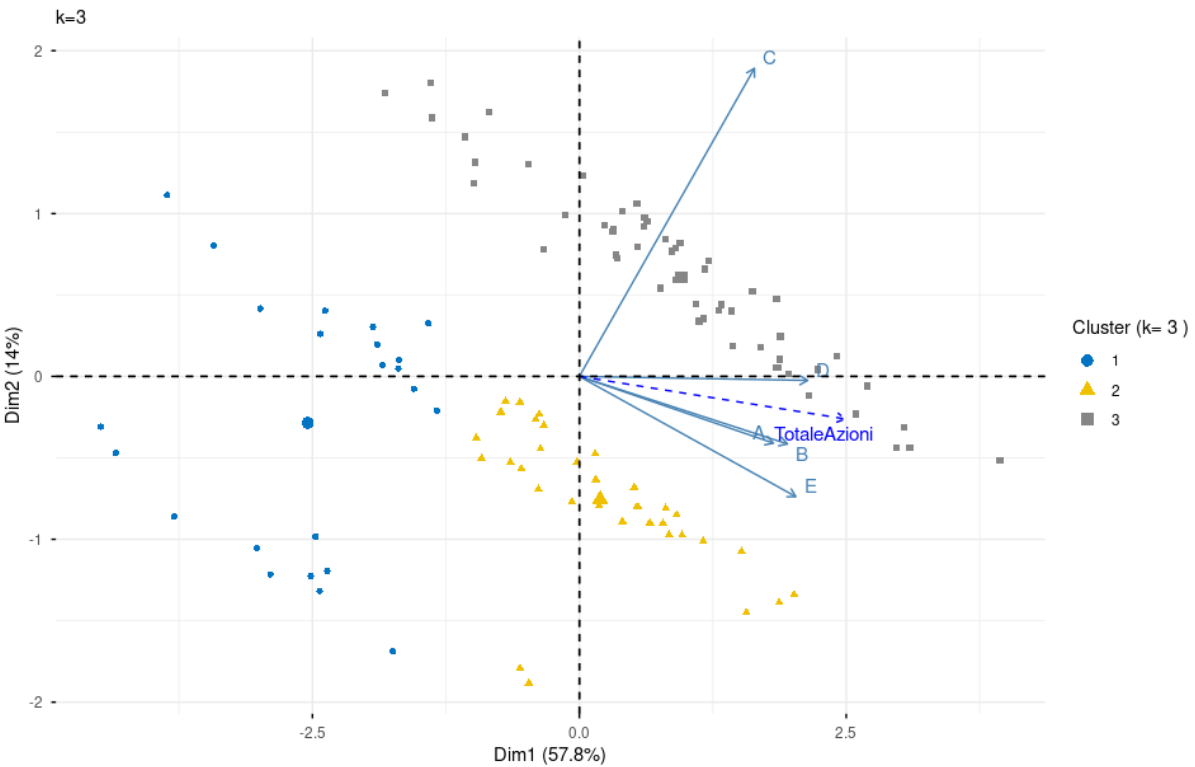 k=3
2
1
0
-1
-2
Dim2 (14%)
C
D
A
TotaleAzioni
B
E
-2.5
0.0
2.5
Dim1 (57.8%)
Cluster (k= 3 )
1
2
3